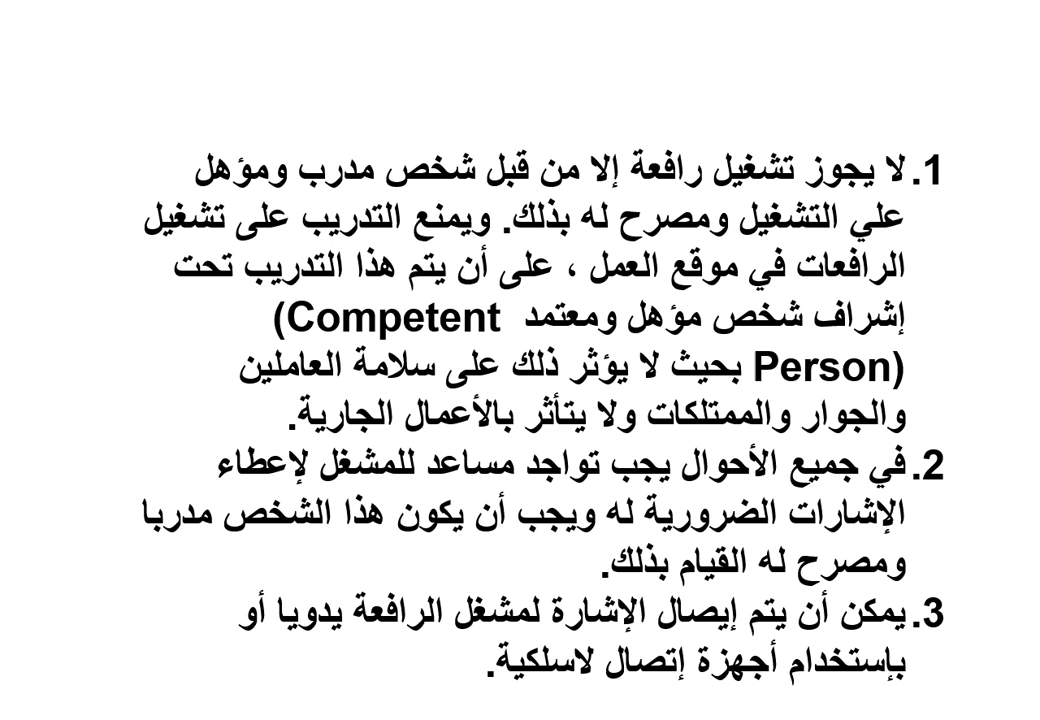 1. لا يجوز تشغيل رافعة إلا من قبل شخص مدرب ومؤهل
علي التشغيل ومصرح له بذلك. ويمنع التدريب على تشغيل
الرافعات في موقع العمل ، على أن يتم هذا التدريب تحت
إشراف شخص مؤهل ومعتمد (Competent
Person) بحيث لا يؤثر ذلك على سلامة العاملين
والجوار والممتلكات ولا يتأثر بالأعمال الجارية.
2. في جميع الأحوال يجب تواجد مساعد للمشغل لإعطاء
الإشارات الضرورية له ويجب أن يكون هذا الشخص مدربا
ومصرح له القيام بذلك.
3. يمكن أن يتم إيصال الإشارة لمشغل الرافعة يدويا أو
بإستخدام أجهزة إتصال لاسلكية.